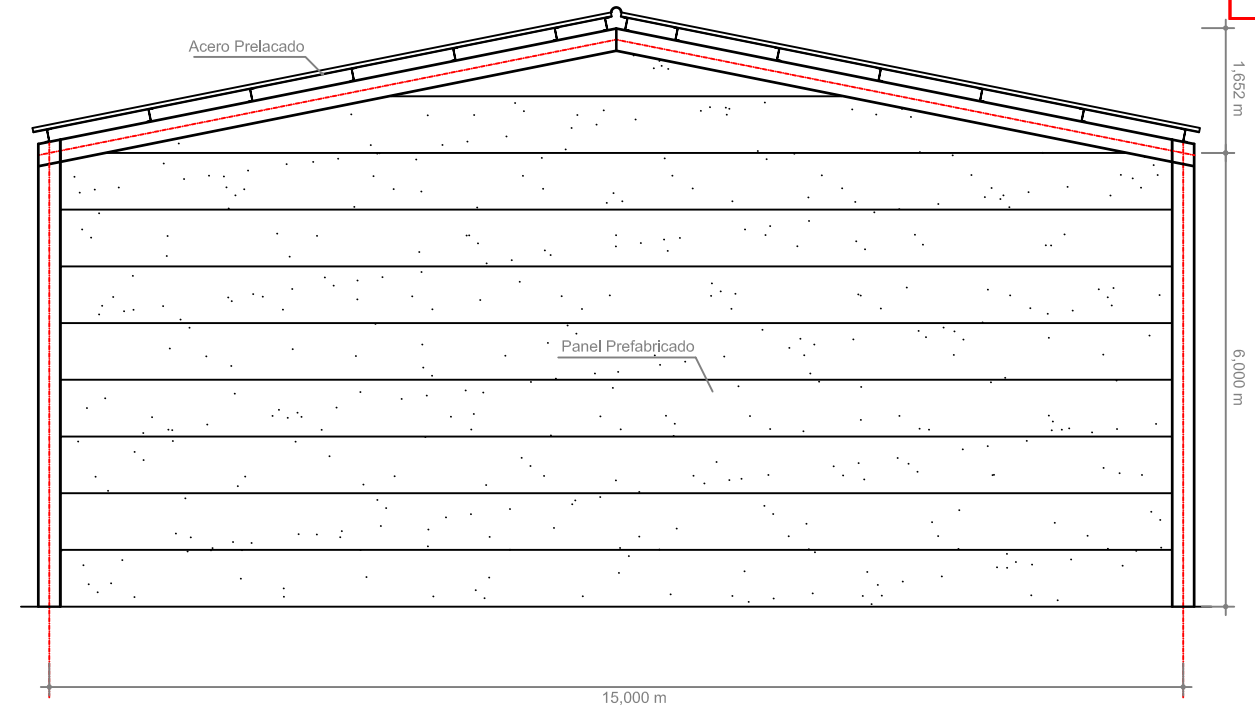 Acero Prelacado
1,652 m
Panel Prefabricado
6,000 m
15,000 m